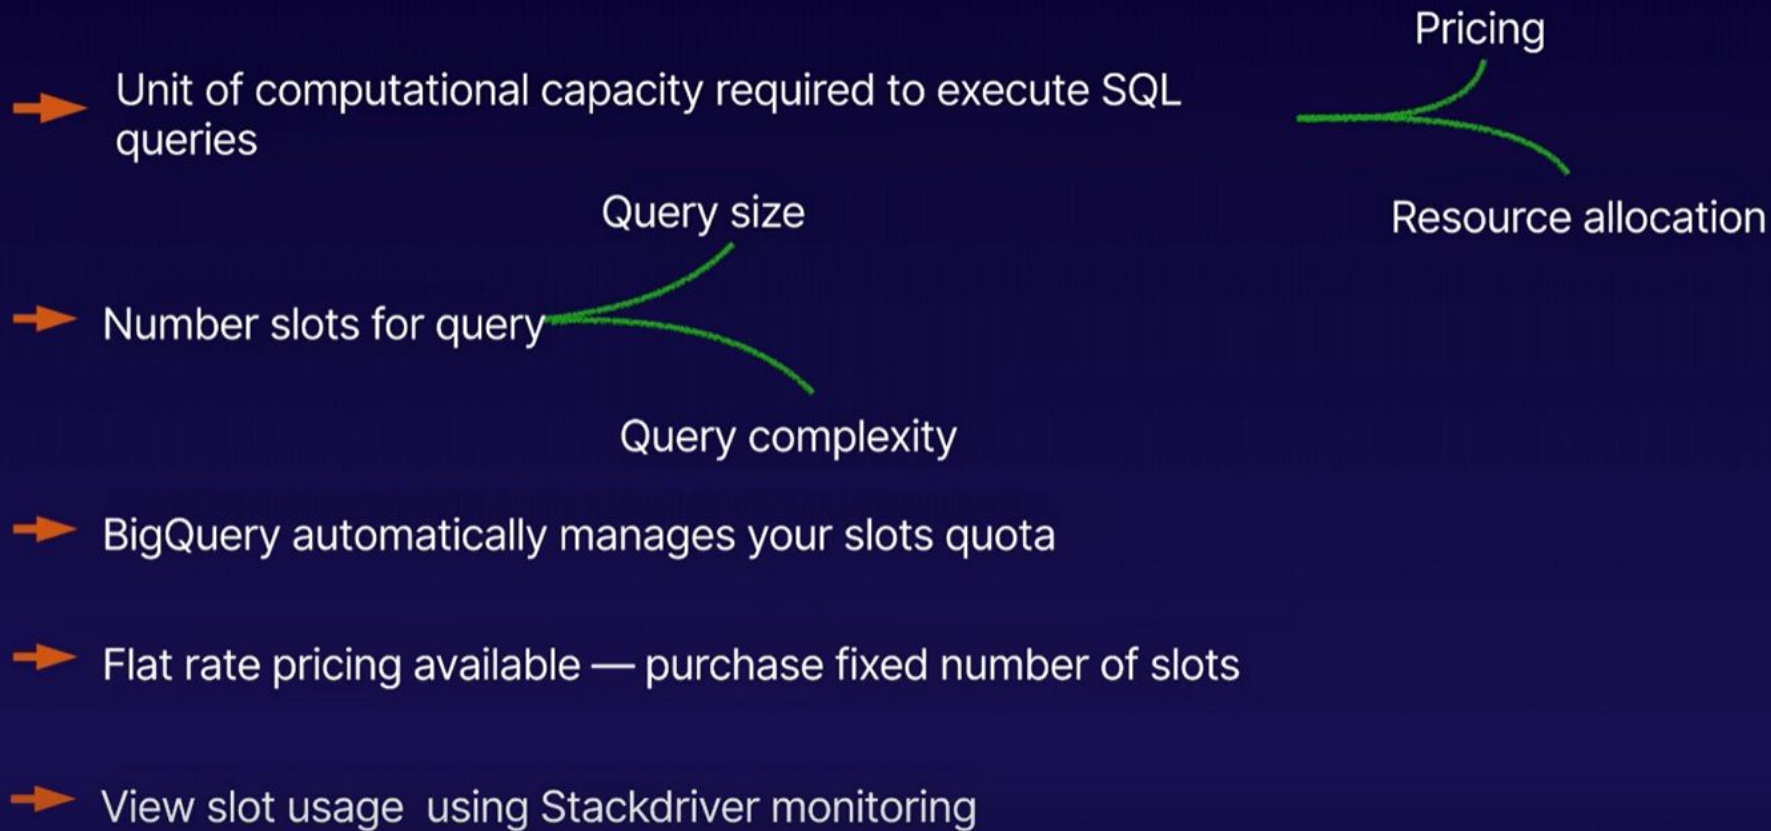 Pricing
Unit of computational capacity required to execute SQL
queries
Resource allocation
Query size
Number slots for query
Query complexity
BigQuery automatically manages your slots quota
Flat rate pricing available — purchase fixed number of slots
View slot usage  using Stackdriver monitoring